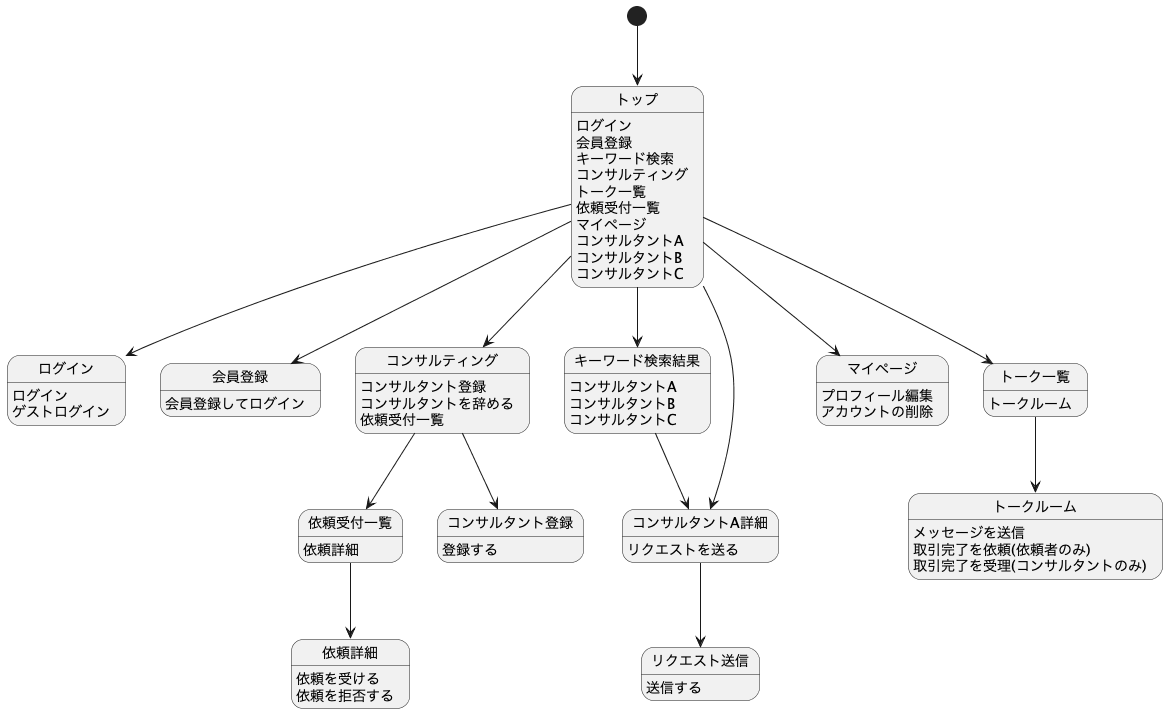 トップ
ログイン
会員登録
キーワード検索
コンサルティング
トーク一覧
依頼受付一覧
マイページ
コンサルタントA
コンサルタントB
コンサルタントC
ログイン
ログイン
ゲストログイン
会員登録
会員登録してログイン
コンサルティング
コンサルタント登録
コンサルタントを辞める
依頼受付一覧
キーワード検索結果
コンサルタントA
コンサルタントB
コンサルタントC
マイページ
プロフィール編集
アカウントの削除
トーク一覧
トークルーム
依頼受付一覧
依頼詳細
コンサルタント登録
登録する
コンサルタントA詳細
リクエストを送る
トークルーム
メッセージを送信
取引完了を依頼(依頼者のみ)
取引完了を受理(コンサルタントのみ)
依頼詳細
依頼を受ける
依頼を拒否する
リクエスト送信
送信する